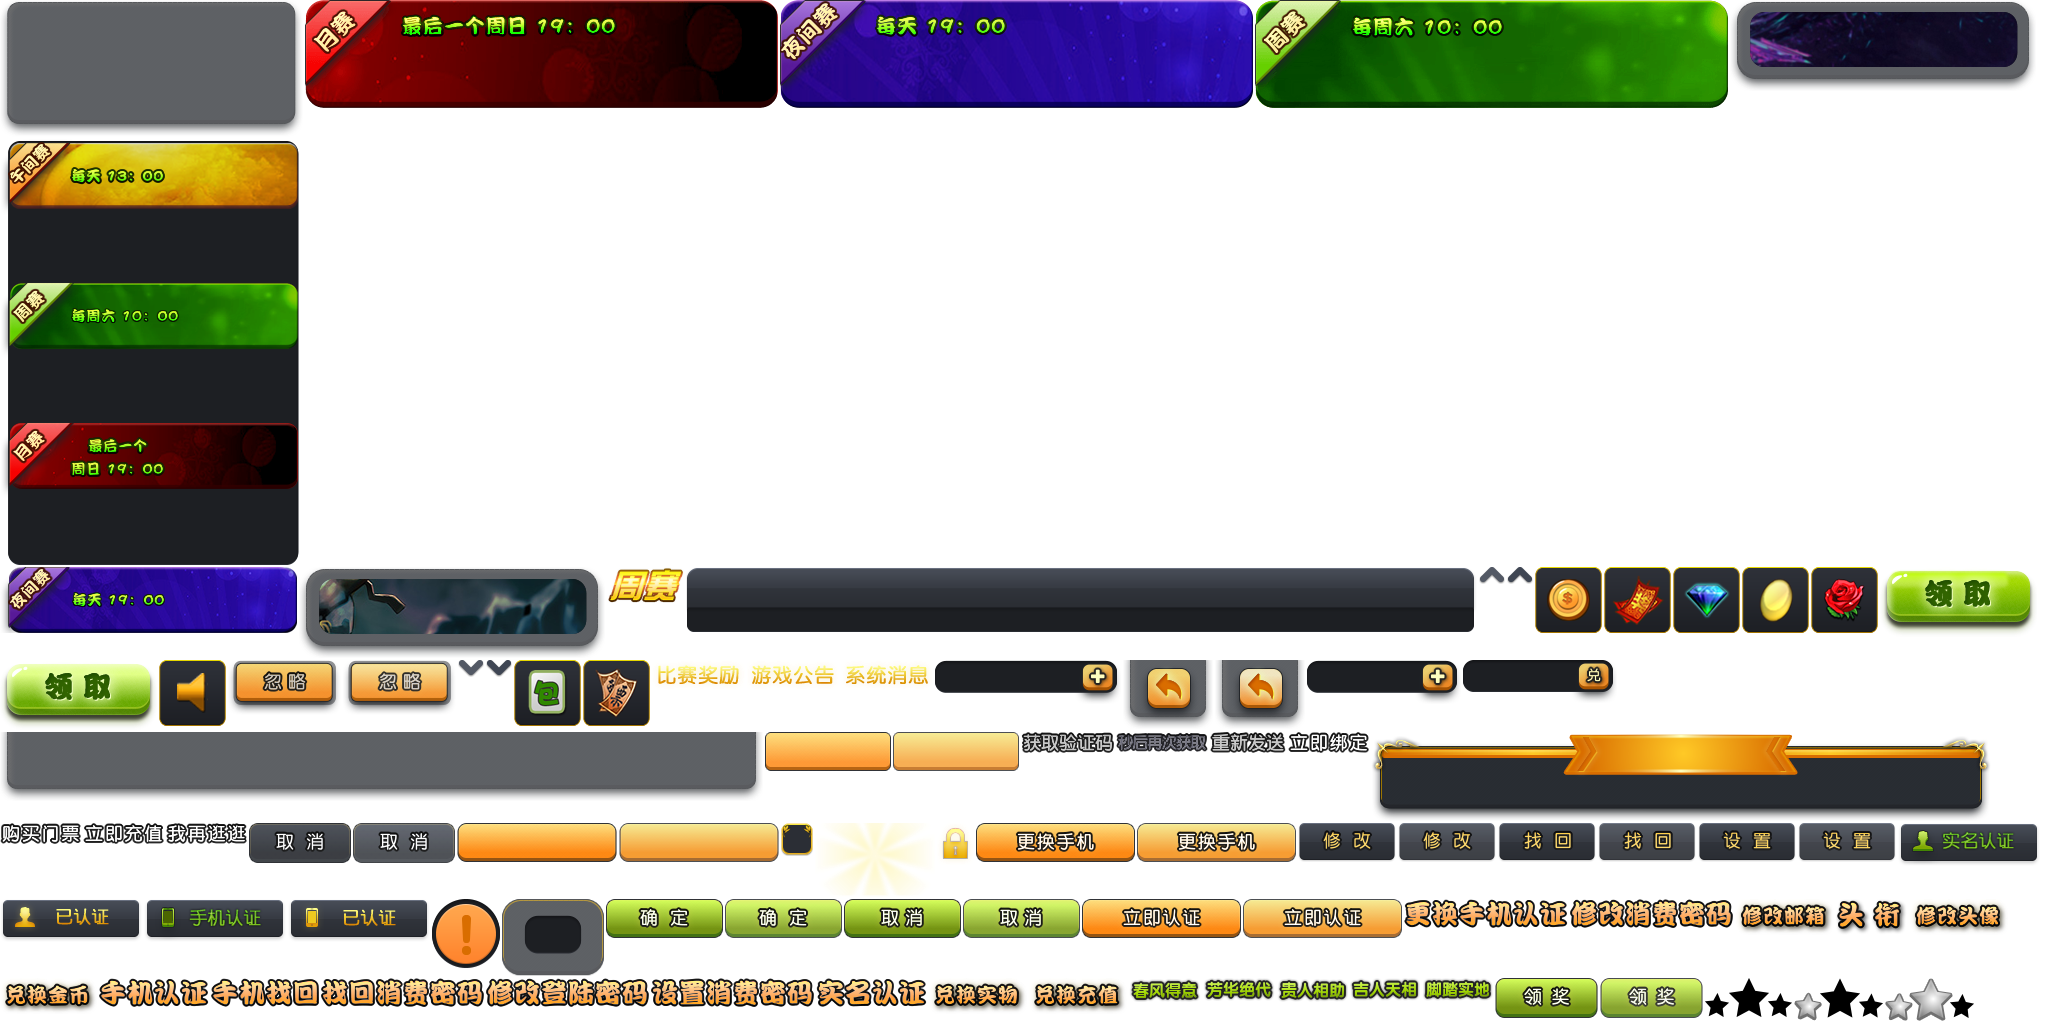 月赛
最后一个周日 19：00
夜间赛
每天 19：00
周赛
每周六 10：00
午间赛
每天 13：00
周赛
每周六 10：00
月赛
最后一个
周日 19：00
夜间赛
每天 19：00
周赛
领取
领取
忽略
忽略
比赛奖励
游戏公告
系统消息
兑
获取验证码
秒后再次获取
重新发送
立即绑定
购买门票
立即充值
我再逛逛
取消
取消
更换手机
更换手机
修改
修改
找回
找回
设置
设置
实名认证
已认证
手机认证
已认证
确定
确定
取消
取消
立即认证
立即认证
更换手机认证
修改消费密码
修改邮箱
头衔
修改头像
兑换金币
手机认证
手机找回
找回消费密码
修改登陆密码
设置消费密码
实名认证
兑换实物
兑换充值
春风得意
芳华绝代
贵人相助
吉人天相
脚踏实地
领奖
领奖